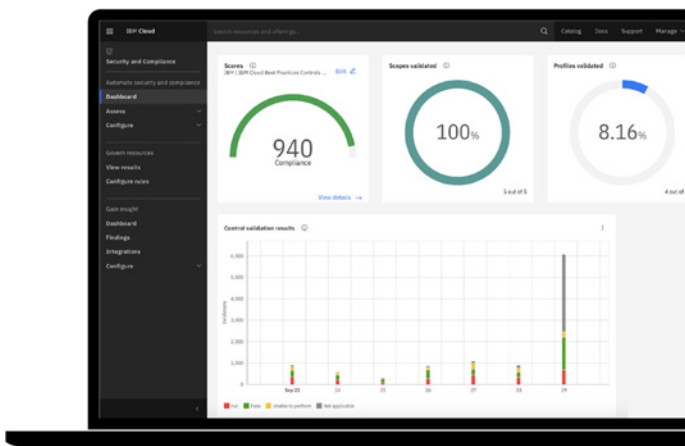 IBM Cloud
Search resources and offerings...
Catalog Docs Support Manage
Security and Compliance
Automate security and compliance
Dashboard
Assess
Configure
Govern resources
View results
Configure rules
Gain insight
Dashboard
Findings
Integrations
Configure
Scores
IBM | IBM Cloud Best Practices Controls ... Edit
940
Compliance
View details →
Scopes validated
100%
5 out of 5
Profiles validated
8.16%
4 out of
Control validation results
Validations
6,000
5,000
4,000
3,000
2,000
1,000
0
Sep 23 24 25 26 27 28 29
Fail Pass Unable to perform Not applicable